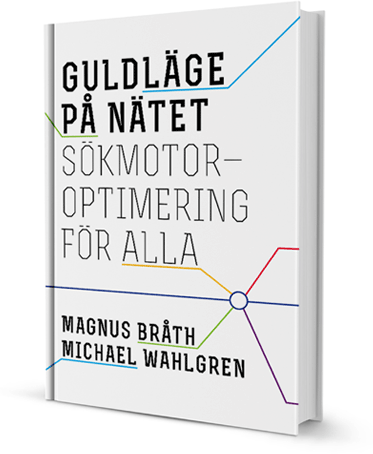 GULDLÄGE
PÅ NÄTET
SÖKMOTOR–
OPTIMERING
FÖR ALLA
MAGNUS BRÅTH
MICHAEL WAHLGREN